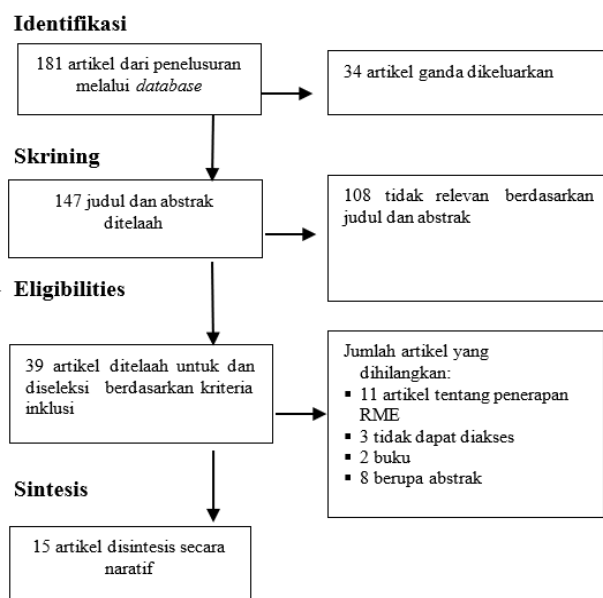 Identifikasi
181 artikel dari penelusuran
melalui database
34 artikel ganda dikeluarkan
Skrining
147 judul dan abstrak
ditelaah
108 tidak relevan berdasarkan
judul dan abstrak
Eligibilities
39 artikel ditelaah untuk dan
diseleksi berdasarkan kriteria
inklusi
Jumlah artikel yang
dihilangkan:
▪ 11 artikel tentang penerapan
RME
▪ 3 tidak dapat diakses
▪ 2 buku
▪ 8 berupa abstrak
Sintesis
15 artikel disintesis secara
naratif